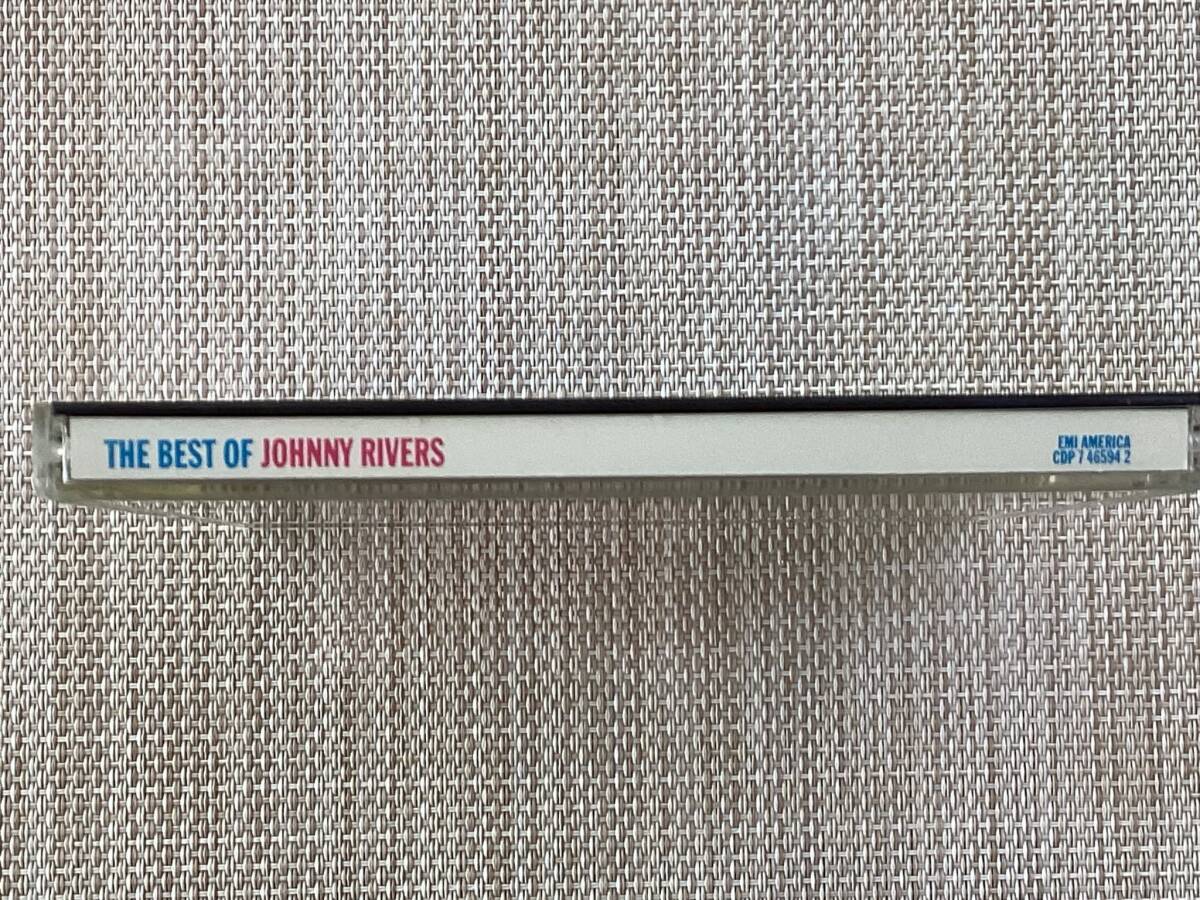 THE BEST OF JOHNNY RIVERS
EMI AMERICA
CDP 7 46594 2